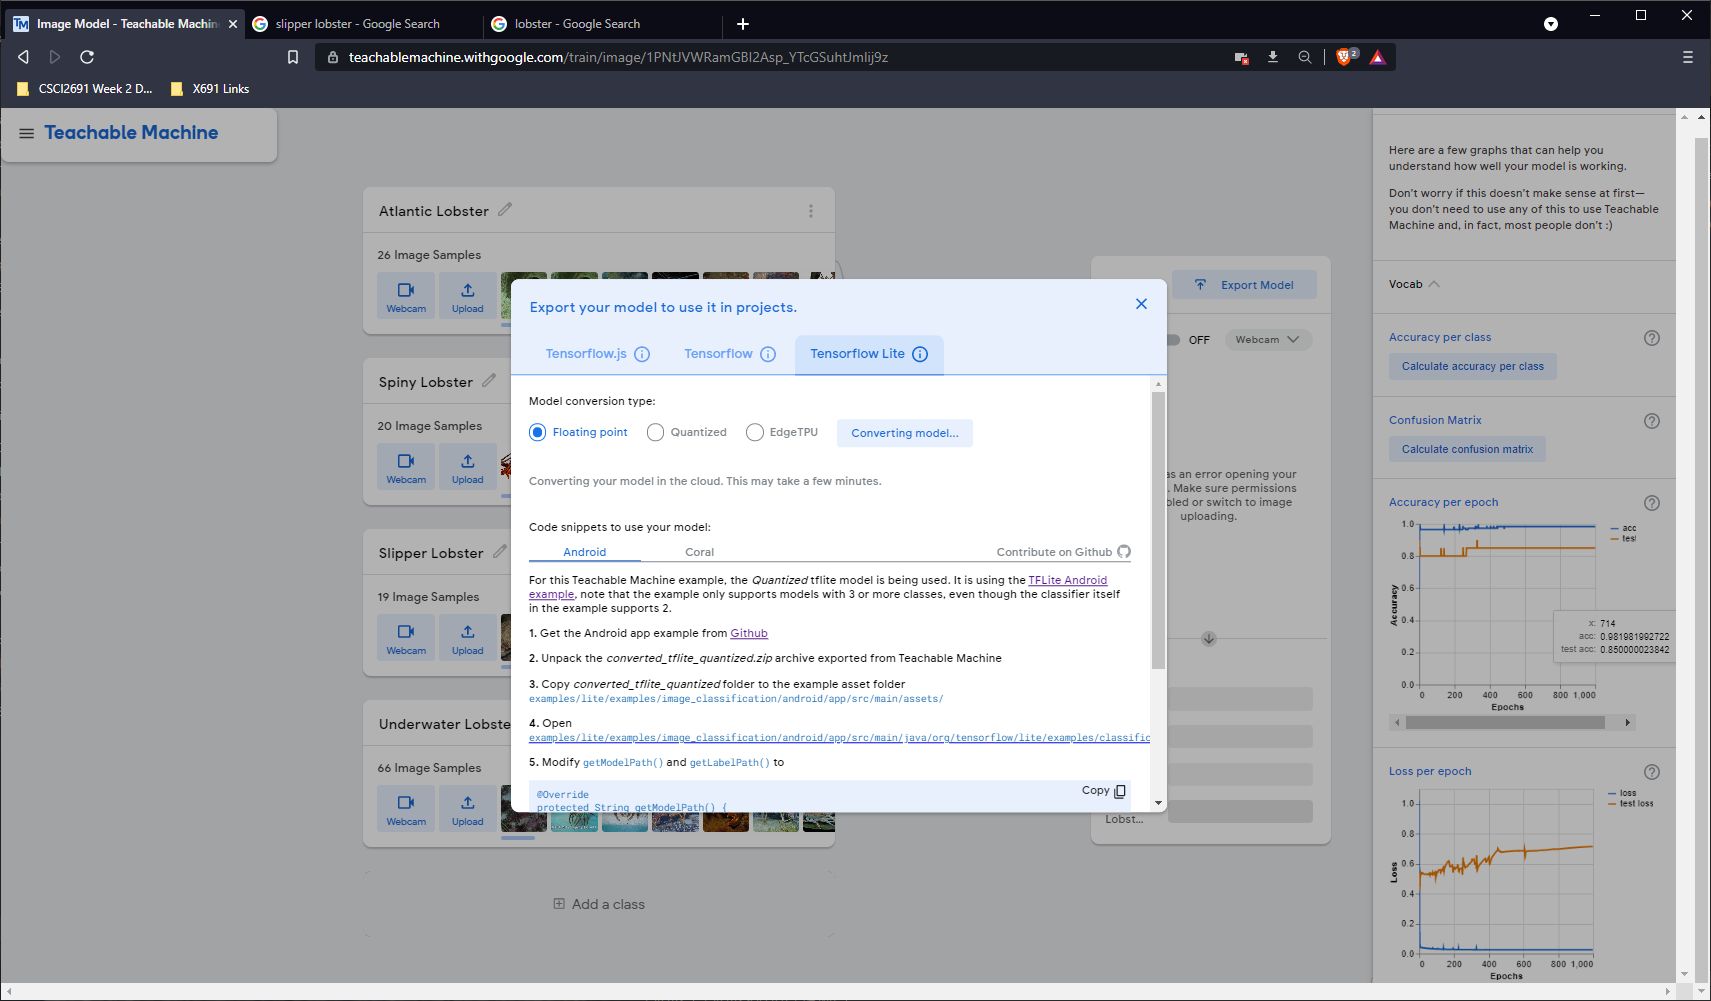 Image Model - Teachable Machin
slipper lobster - Google Search
lobster - Google Search
teachablemachine.withgoogle.com/train/image/1PNtJVWRamGBI2Asp_YTcGSuhtJmlij9z
2
CSCI2691 Week 2 D...
X691 Links
Teachable Machine
Atlantic Lobster
26 Image Samples
Webcam
Upload
Spiny Lobster
20 Image Samples
Webcam
Upload
Slipper Lobster
19 Image Samples
Webcam
Upload
Underwater Lobste
66 Image Samples
Webcam
Upload
Add a class
Export your model to use it in projects.
Tensorflow.js
Tensorflow
Tensorflow Lite
Model conversion type:
Floating point
Quantized
EdgeTPU
Converting model...
Converting your model in the cloud. This may take a few minutes.
Code snippets to use your model:
Android
Coral
Contribute on Github
For this Teachable Machine example, the Quantized tflite model is being used. It is using the TFLite Android
example, note that the example only supports models with 3 or more classes, even though the classifier itself
in the example supports 2.
1. Get the Android app example from Github
2. Unpack the converted_tflite_quantized.zip archive exported from Teachable Machine
3. Copy converted_tflite_quantized folder to the example asset folder
examples/lite/examples/image_classification/android/app/src/main/assets/
4. Open
examples/lite/examples/image_classification/android/app/src/main/java/org/tensorflow/lite/examples/classific
5. Modify getModelPath() and getLabelPath() to
@Override
protected String getModelPath() {
Copy
Export Model
OFF
Webcam
as an error opening your
. Make sure permissions
bled or switch to image
uploading.
Lobst...
Here are a few graphs that can help you
understand how well your model is working.
Don't worry if this doesn't make sense at first—
you don't need to use any of this to use Teachable
Machine and, in fact, most people don't :)
Vocab
Accuracy per class
Calculate accuracy per class
Confusion Matrix
Calculate confusion matrix
Accuracy per epoch
1.0
0.8
0.6
0.4
0.2
0.0
Accuracy
0 200 400 600 800 1,000
Epochs
acc
test
x: 714
acc: 0.981981992722
test acc: 0.850000023842
Loss per epoch
1.0
0.8
0.6
0.4
0.2
0.0
Loss
0 200 400 600 800 1,000
Epochs
loss
test loss